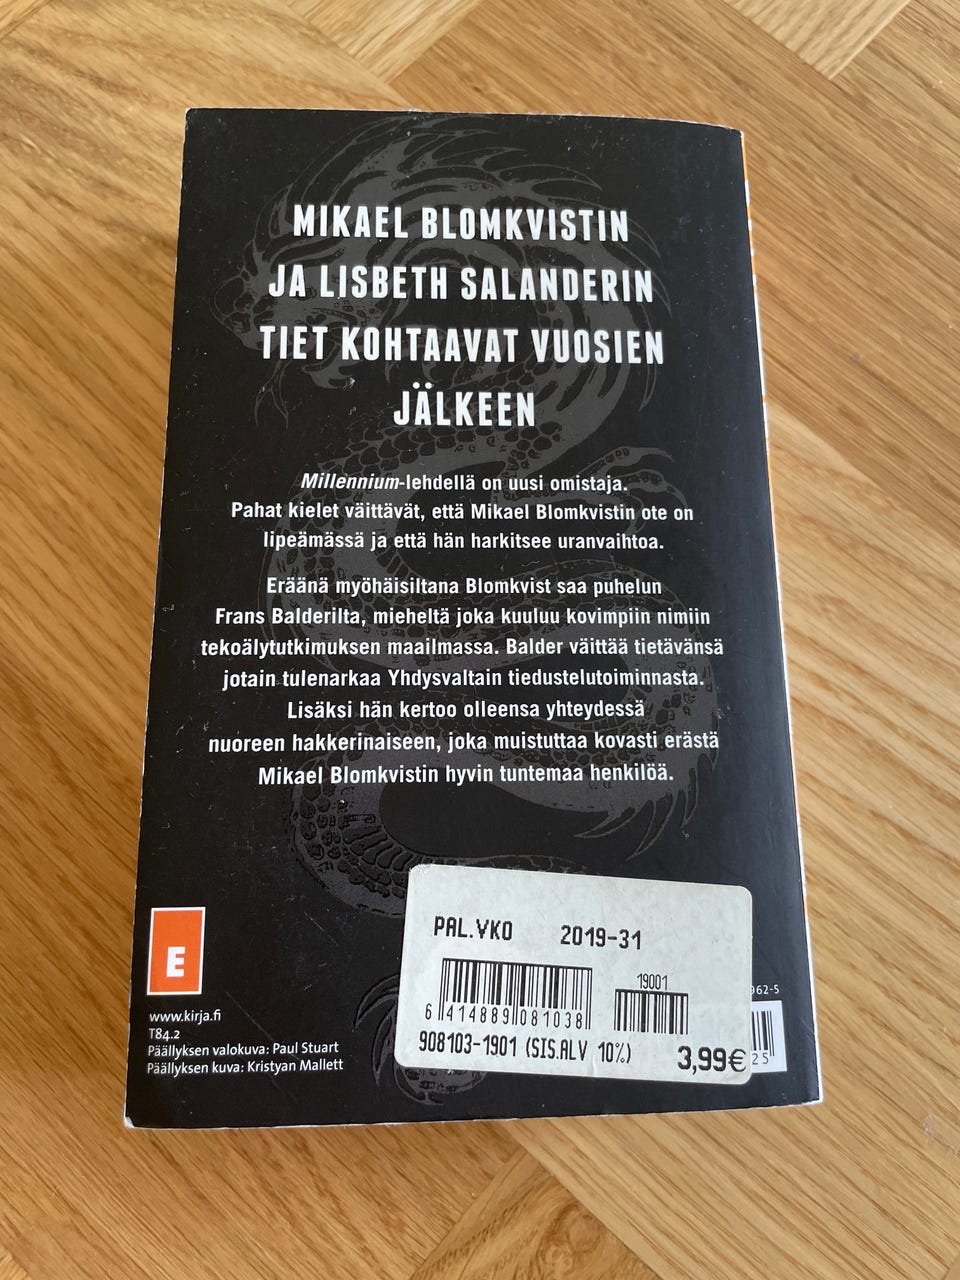 MIKAEL BLOMKVISTIN
JA LISBETH SALANDERIN
TIET KOHTAAVAT VUOSIEN
JÄLKEEN
Millennium-lehdellä on uusi omistaja.
Pahat kielet väittävät, että Mikael Blomkvistin ote on
lipeämässä ja että hän harkitsee uranvaihtoa.
Eräänä myöhäisiltana Blomkvist saa puhelun
Frans Balderilta, mieheltä joka kuuluu kovimpiin nimiin
tekoälytutkimuksen maailmassa. Balder väittää tietävänsä
jotain tulenarkaa Yhdysvaltain tiedustelutoiminnasta.
Lisäksi hän kertoo olleensa yhteydessä
nuoreen hakkerinaiseen, joka muistuttaa kovasti erästä
Mikael Blomkvistin hyvin tuntemaa henkilöä.
E
www.kirja.fi
T84.2
Päällyksen valokuva: Paul Stuart
Päällyksen kuva: Kristyan Mallett
PAL.VKO 2019-31
19001
6 414889 081038
908103-1901 (SIS.ALV 10%) 3,99€
962-5
25